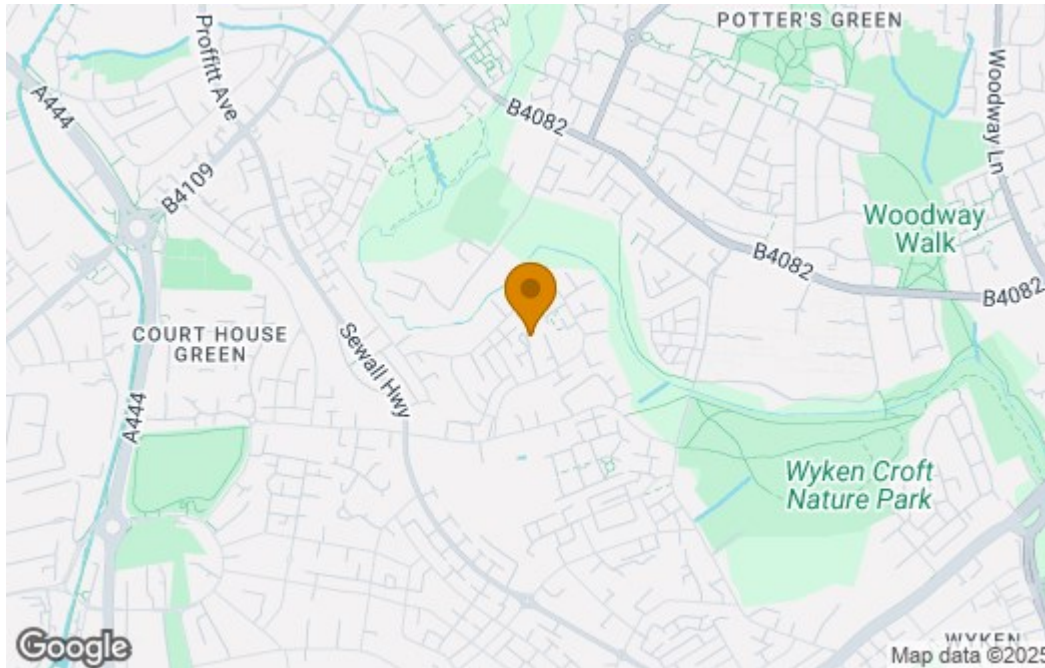 POTTER'S GREEN
Proffitt Ave
A444
B4082
Woodway Ln
B4109
Woodway
Walk
B4082
B4082
COURT HOUSE
GREEN
Sewall Hwy
A444
Wyken Croft
Nature Park
WYKEN
Google
Map data ©2025